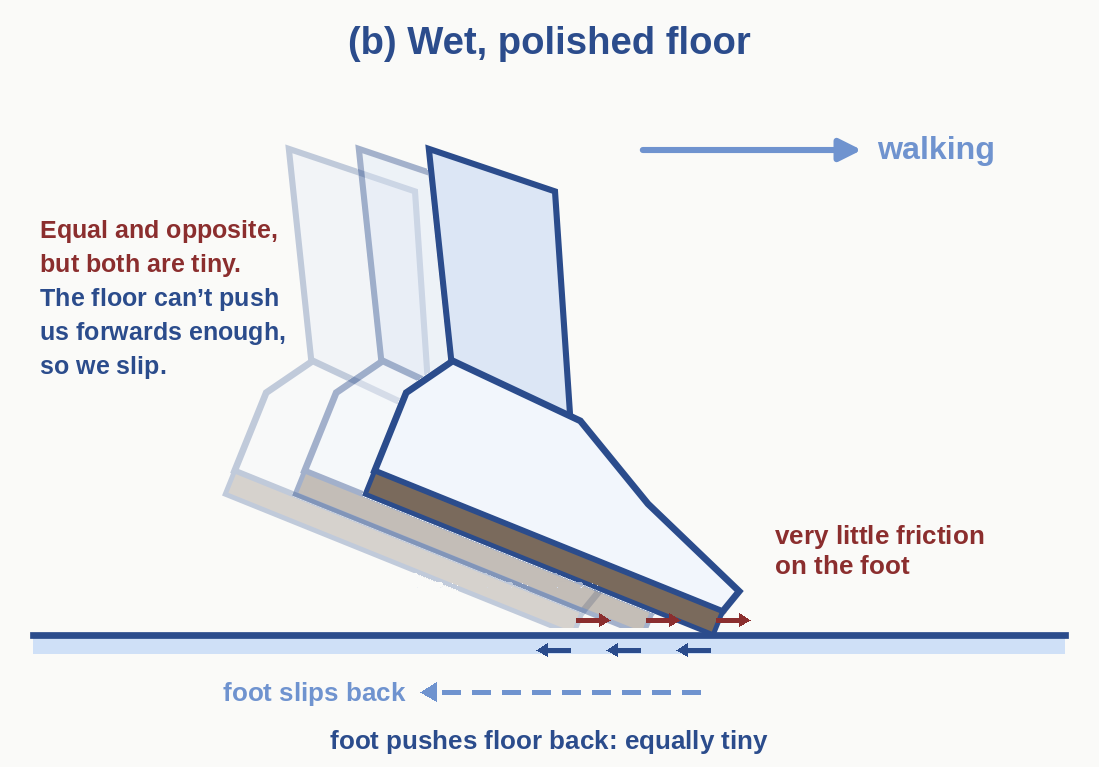 (b) Wet, polished floor
walking
Equal and opposite,
but both are tiny.
The floor can’t push
us forwards enough,
so we slip.
very little friction
on the foot
foot slips back
foot pushes floor back: equally tiny